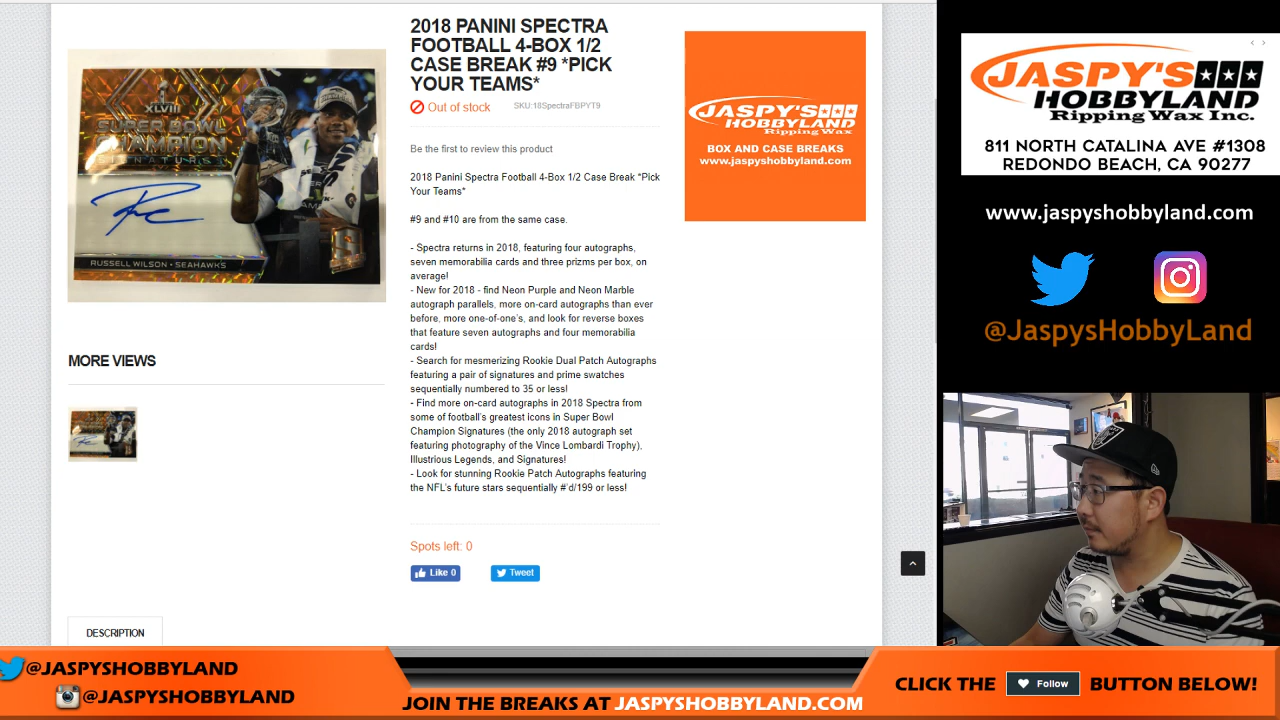 2018 PANINI SPECTRA
FOOTBALL 4-BOX 1/2
CASE BREAK #9 *PICK
YOUR TEAMS*
Out of stock
SKU:18SpectraFBPYT9
Be the first to review this product
2018 Panini Spectra Football 4-Box 1/2 Case Break *Pick
Your Teams*
#9 and #10 are from the same case.
- Spectra returns in 2018, featuring four autographs,
seven memorabilia cards and three prizms per box, on
average!
- New for 2018 - find Neon Purple and Neon Marble
autograph parallels, more on-card autographs than ever
before, more one-of-one's, and look for reverse boxes
that feature seven autographs and four memorabilia
cards!
- Search for mesmerizing Rookie Dual Patch Autographs
featuring a pair of signatures and prime swatches
sequentially numbered to 35 or less!
- Find more on-card autographs in 2018 Spectra from
some of football's greatest icons in Super Bowl
Champion Signatures (the only 2018 autograph set
featuring photography of the Vince Lombardi Trophy),
Illustrious Legends, and Signatures!
- Look for stunning Rookie Patch Autographs featuring
the NFL's future stars sequentially #'d/199 or less!
Spots left: 0
Like 0
Tweet
XLVIII
SUPER BOWL
CHAMPION
SIGNATURES
RUSSELL WILSON • SEAHAWKS
MORE VIEWS
DESCRIPTION
JASPY'S
HOBBYLAND
Ripping Wax
BOX AND CASE BREAKS
www.jaspyshobbyland.com
JASPY'S
HOBBYLAND
Ripping Wax Inc.
811 NORTH CATALINA AVE #1308
REDONDO BEACH, CA 90277
www.jaspyshobbyland.com
@JaspysHobbyLand
@JASPYSHOBBYLAND
@JASPYSHOBBYLAND
JOIN THE BREAKS AT JASPYSHOBBYLAND.COM
CLICK THE Follow BUTTON BELOW!